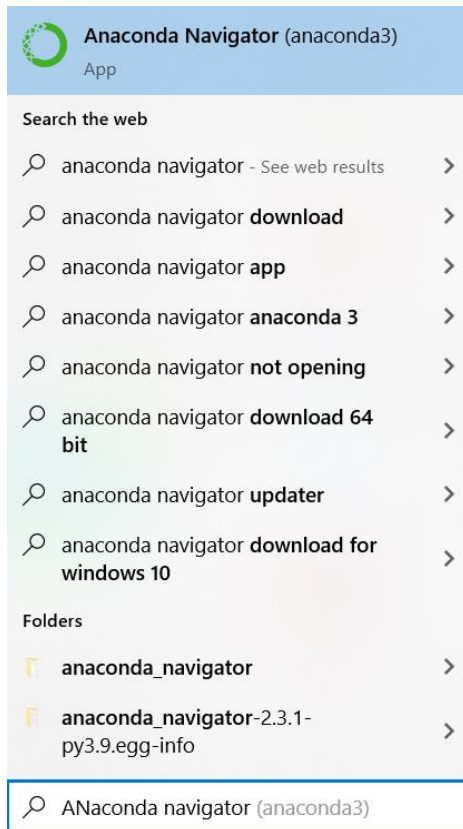 Anaconda Navigator (anaconda3)
App
Search the web
anaconda navigator - See web results
anaconda navigator download
anaconda navigator app
anaconda navigator anaconda 3
anaconda navigator not opening
anaconda navigator download 64
bit
anaconda navigator updater
anaconda navigator download for
windows 10
Folders
anaconda_navigator
anaconda_navigator-2.3.1-
py3.9.egg-info
ANaconda navigator (anaconda3)